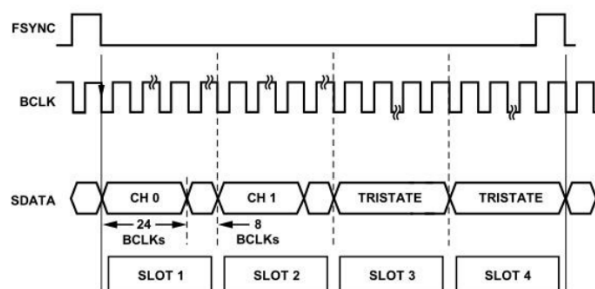 FSYNC
BCLK
SDATA
CH 0
CH 1
TRISTATE
TRISTATE
24
BCLKs
8
BCLKs
SLOT 1
SLOT 2
SLOT 3
SLOT 4